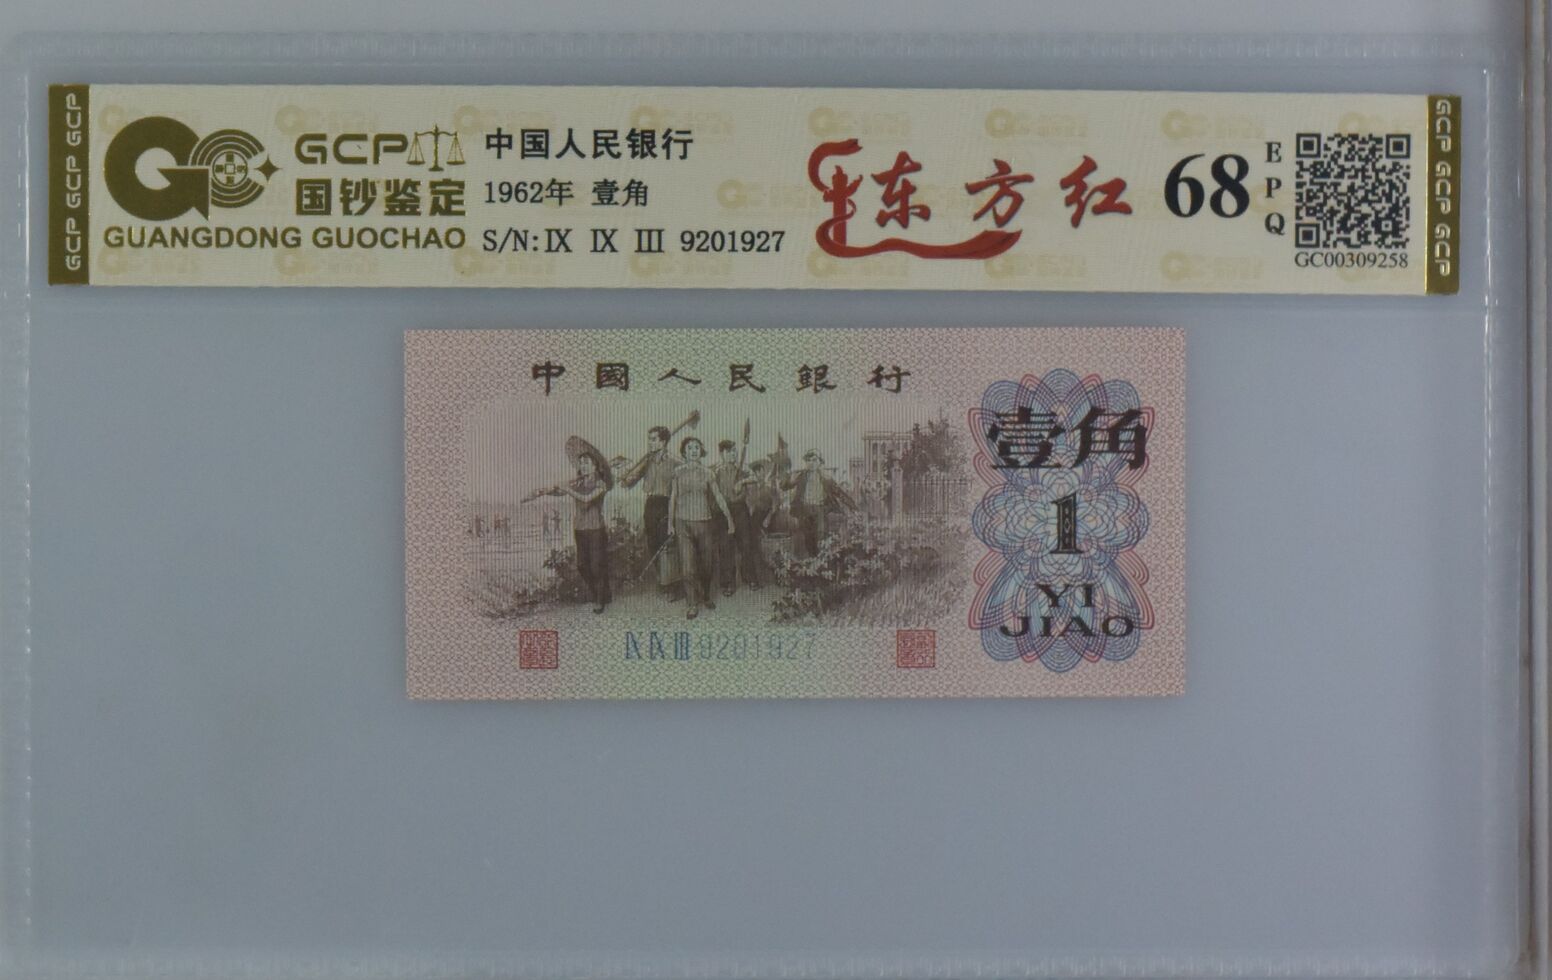 GCP GCP GCP
GCP
国钞鉴定
GUANGDONG GUOCHAO
中国人民银行
1962年 壹角
S/N: IX IX III 9201927
东方红
68
EPQ
GC00309258
GCP GCP GCP
中國人民銀行
壹角
1
YI
JIAO
IX IX III 9201927